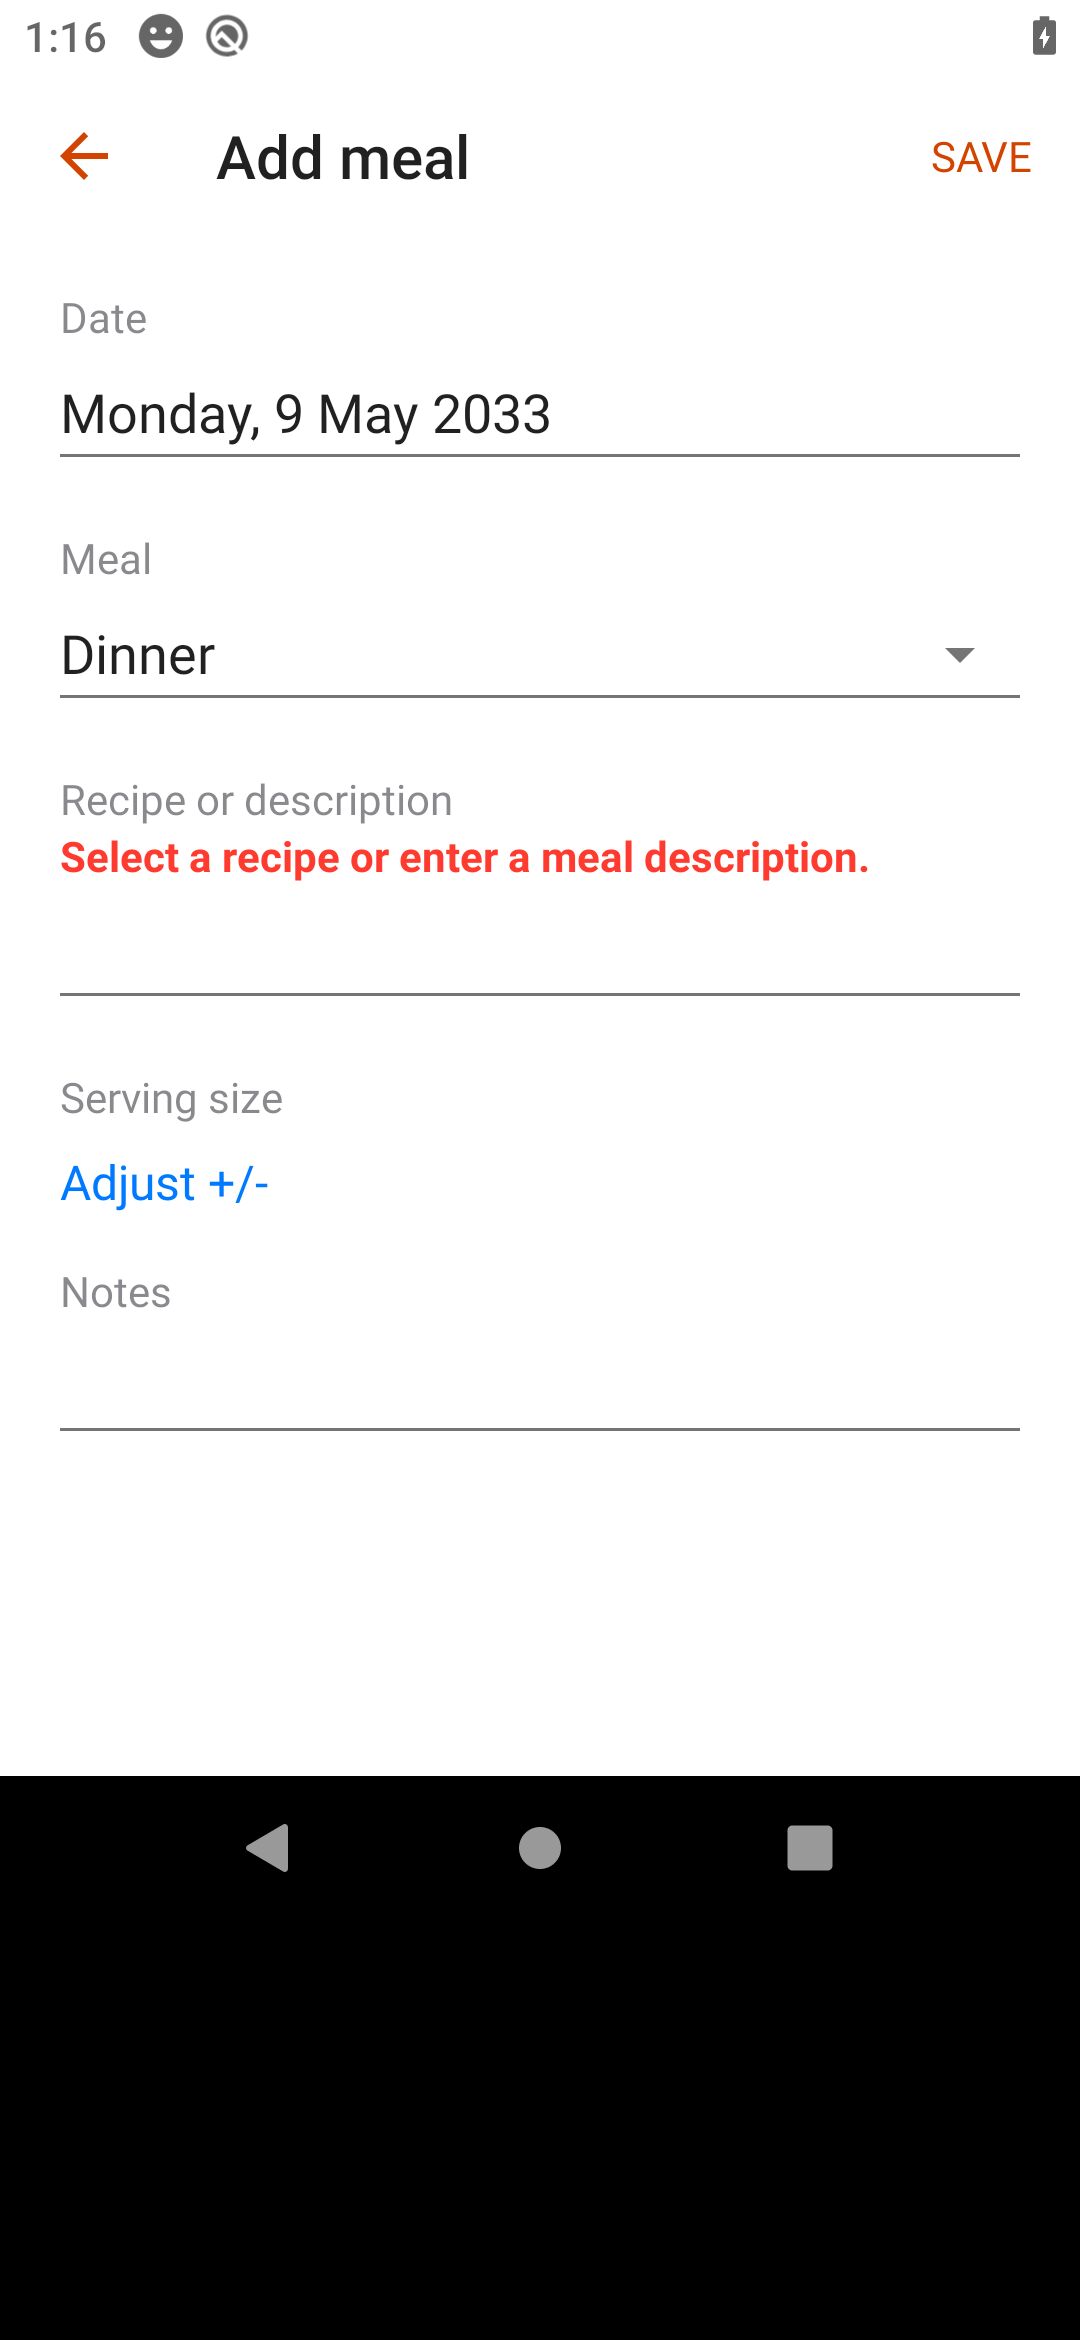 1:16
Add meal
SAVE
Date
Monday, 9 May 2033
Meal
Dinner
Recipe or description
Select a recipe or enter a meal description.
Serving size
Adjust +/-
Notes